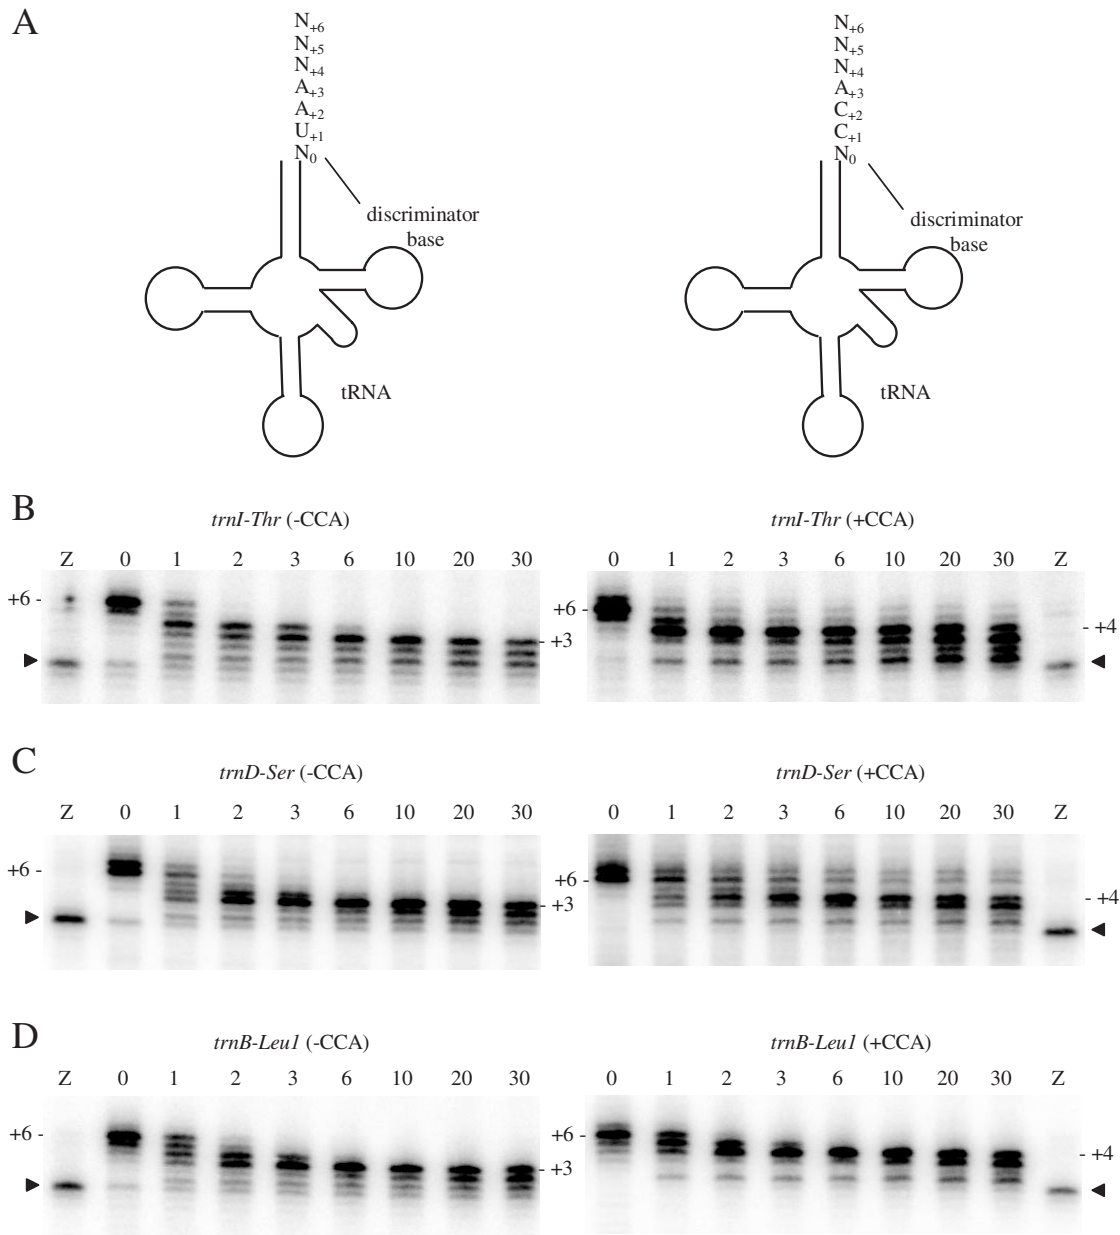 A
N+6
N+5
N+4
A+3
A+2
U+1
N0
discriminator
base
tRNA
N+6
N+5
N+4
A+3
C+2
C+1
N0
discriminator
base
tRNA
B
trnI-Thr (-CCA)
Z 0 1 2 3 6 10 20 30
+6 -
- +3
trnI-Thr (+CCA)
0 1 2 3 6 10 20 30 Z
+6 -
- +4
C
trnD-Ser (-CCA)
Z 0 1 2 3 6 10 20 30
+6 -
- +3
trnD-Ser (+CCA)
0 1 2 3 6 10 20 30 Z
+6 -
- +4
D
trnB-Leu1 (-CCA)
Z 0 1 2 3 6 10 20 30
+6 -
- +3
trnB-Leu1 (+CCA)
0 1 2 3 6 10 20 30 Z
+6 -
- +4